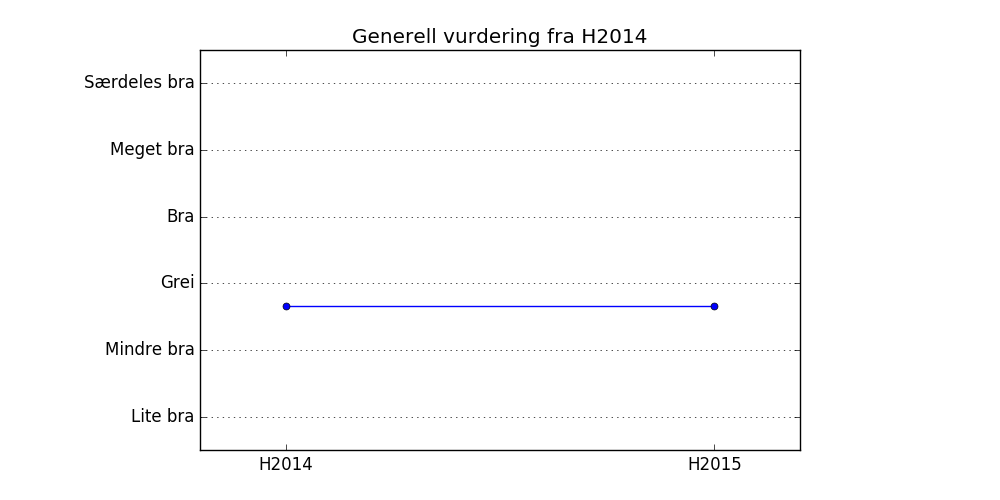 Generell vurdering fra H2014
Særdeles bra
Meget bra
Bra
Grei
Mindre bra
Lite bra
H2014
H2015